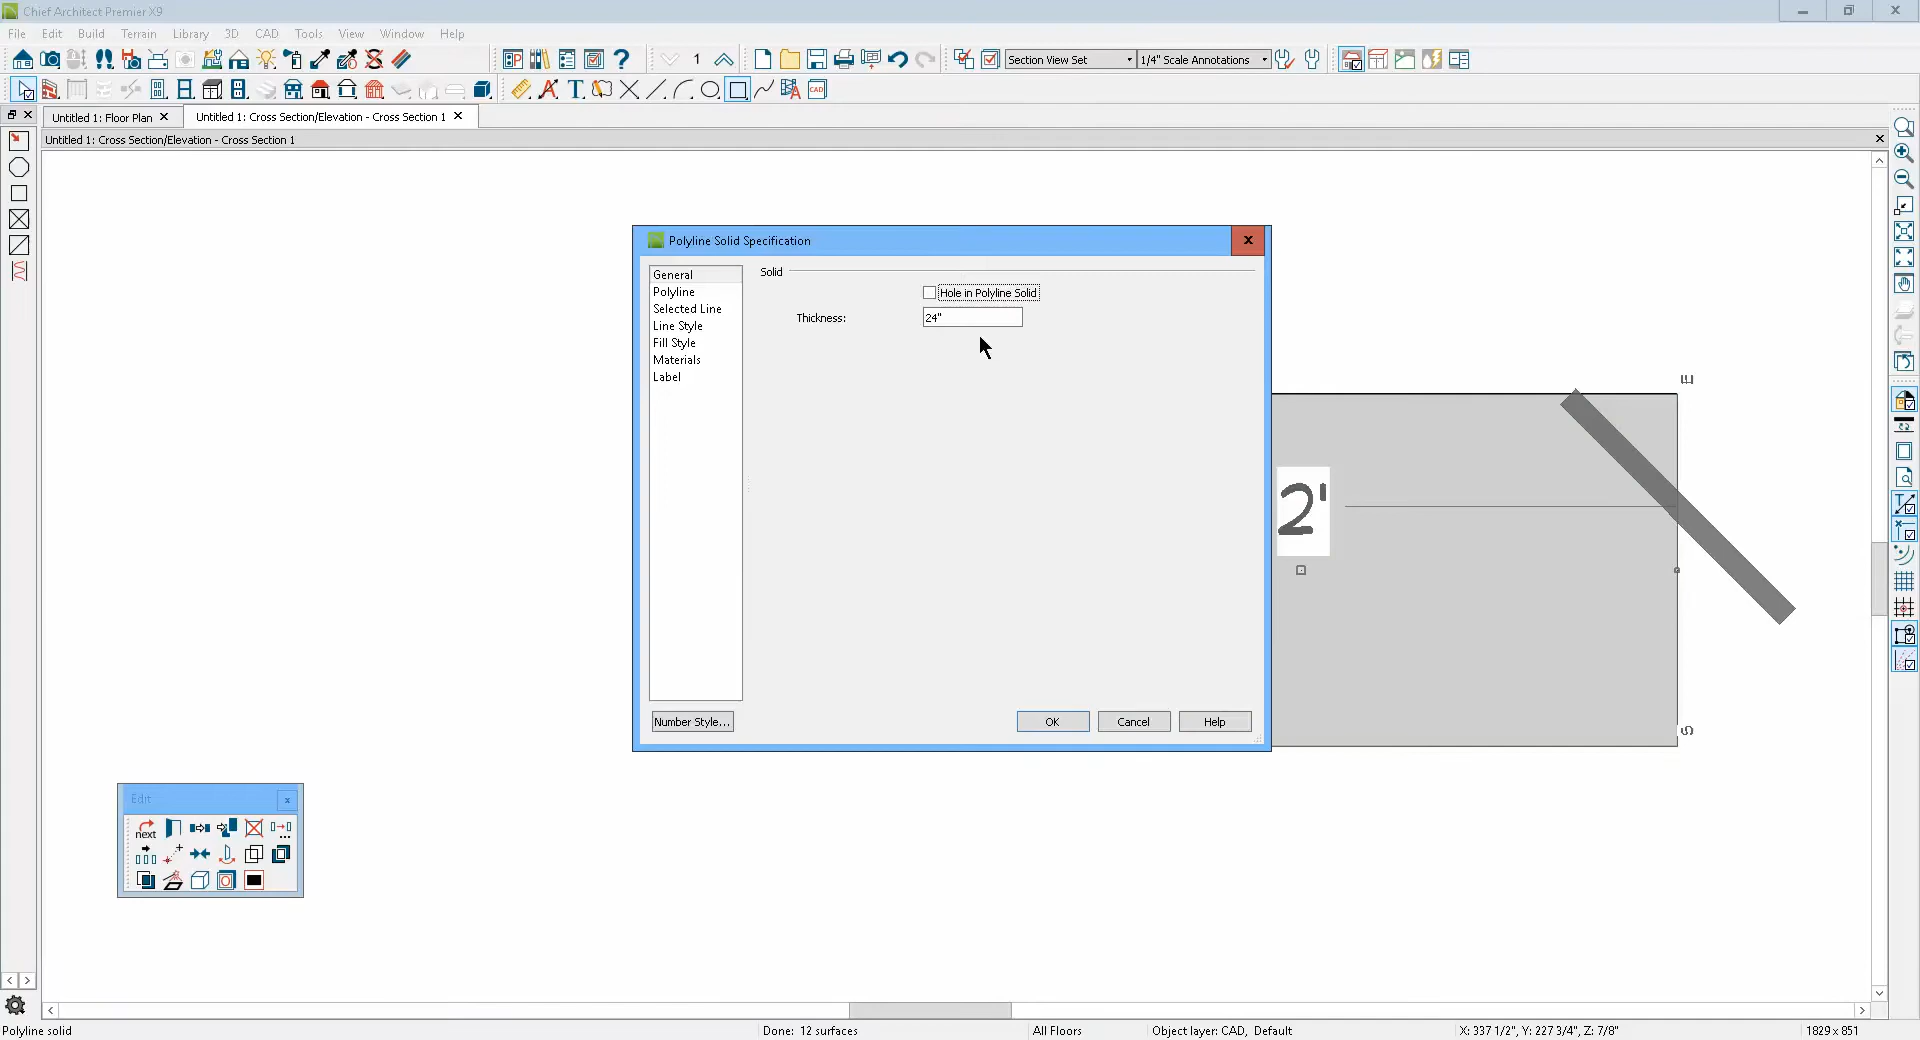 Chief Architect Premier X9
File Edit Build Terrain Library 3D CAD Tools View Window Help
1 Section View Set 1/4" Scale Annotations
T CAD
Untitled 1: Floor Plan Untitled 1: Cross Section/Elevation - Cross Section 1
Untitled 1: Cross Section/Elevation - Cross Section 1
Polyline Solid Specification
General
Polyline
Selected Line
Line Style
Fill Style
Materials
Label
Solid
Hole in Polyline Solid
Thickness: 24"
Number Style... OK Cancel Help
E
2'
S
Edit
next
Polyline solid Done: 12 surfaces All Floors Object layer: CAD, Default X: 337 1/2", Y: 227 3/4", Z: 7/8" 1829 x 851